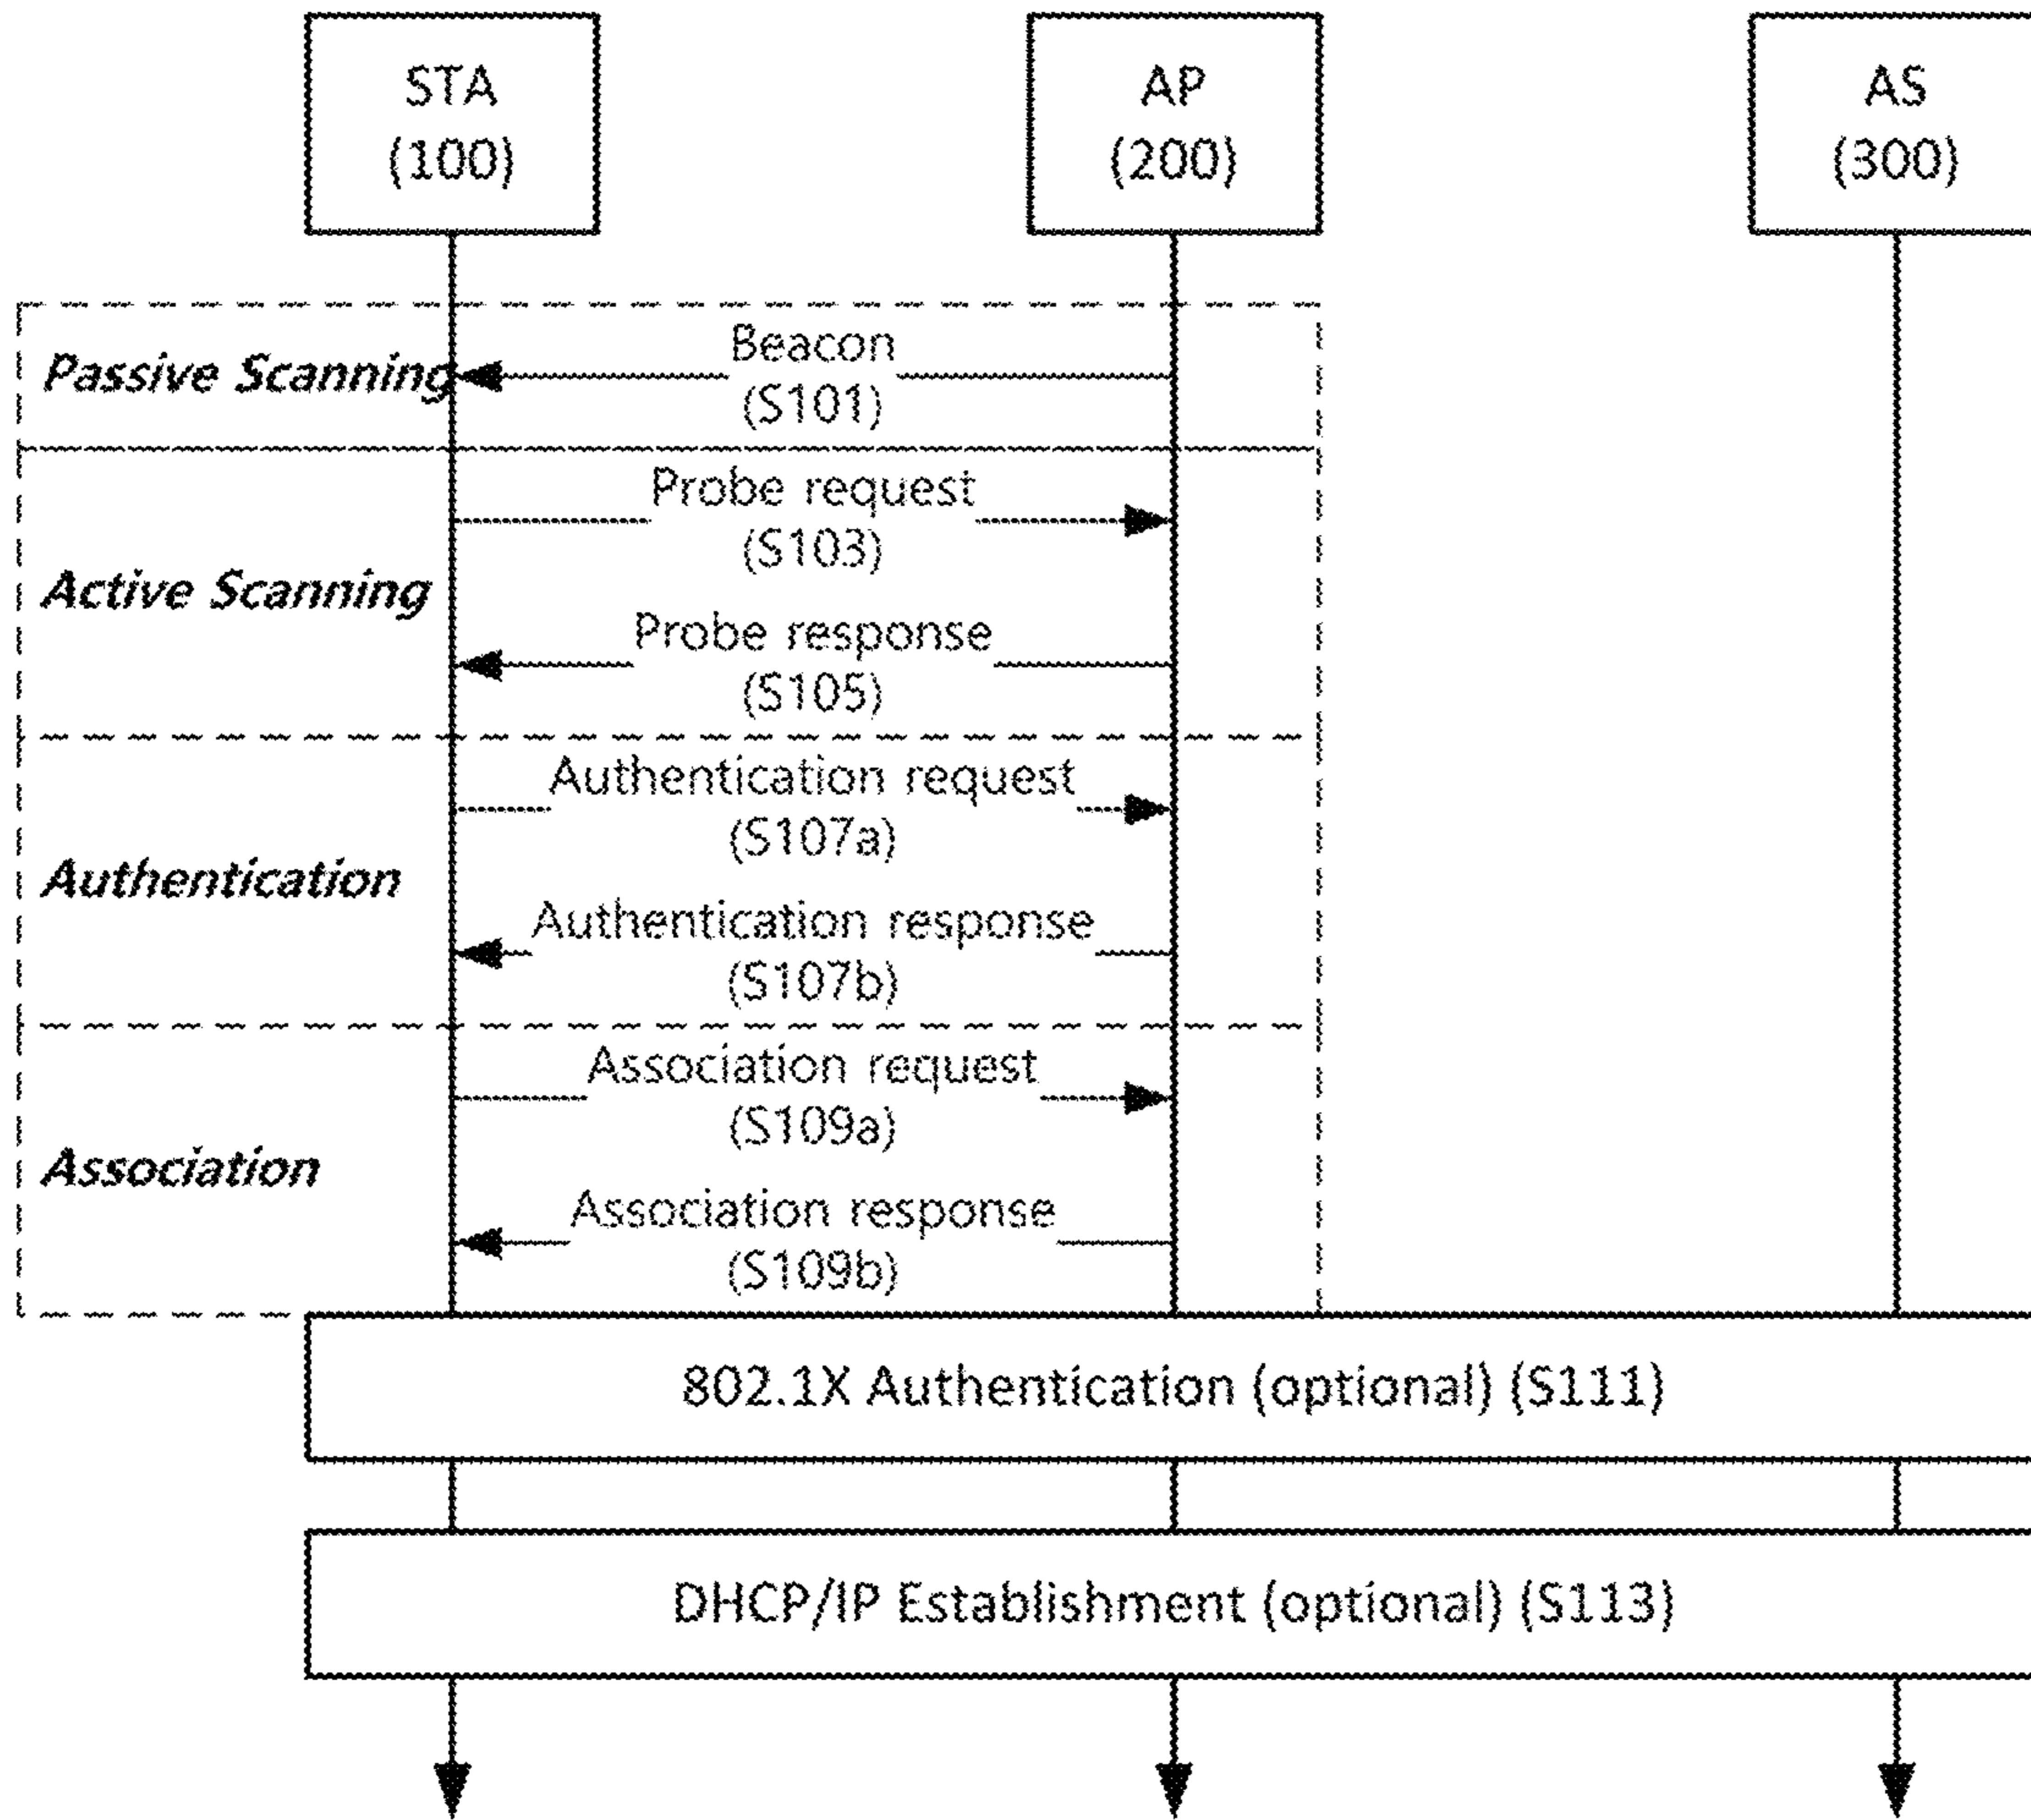 STA
(100)
AP
(200)
AS
(300)
Passive Scanning
Beacon
(S101)
Active Scanning
Probe request
(S103)
Probe response
(S105)
Authentication
Authentication request
(S107a)
Authentication response
(S107b)
Association
Association request
(S109a)
Association response
(S109b)
802.1X Authentication (optional) (S111)
DHCP/IP Establishment (optional) (S113)